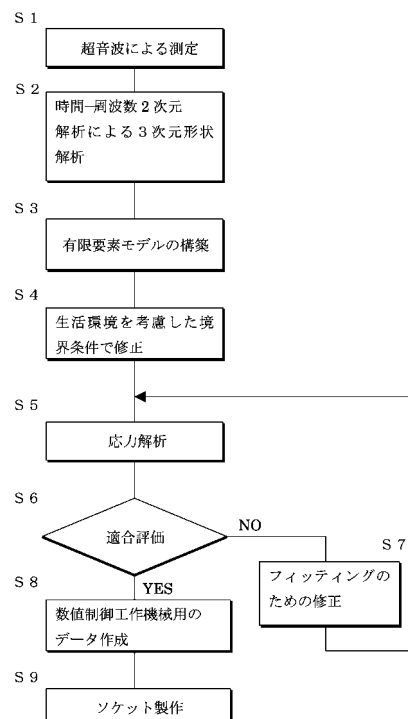 S 1
超音波による測定
S 2
時間─周波数２次元
解析による３次元形状
解析
S 3
有限要素モデルの構築
S 4
生活環境を考慮した境
界条件で修正
S 5
応力解析
S 6
適合評価
NO
S 7
フィッティングの
ための修正
YES
S 8
数値制御工作機械用の
データ作成
S 9
ソケット製作